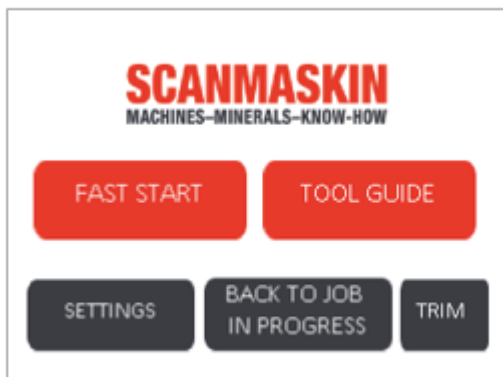 SCANMASKIN
MACHINES–MINERALS–KNOW-HOW
FAST START
TOOL GUIDE
SETTINGS
BACK TO JOB
IN PROGRESS
TRIM